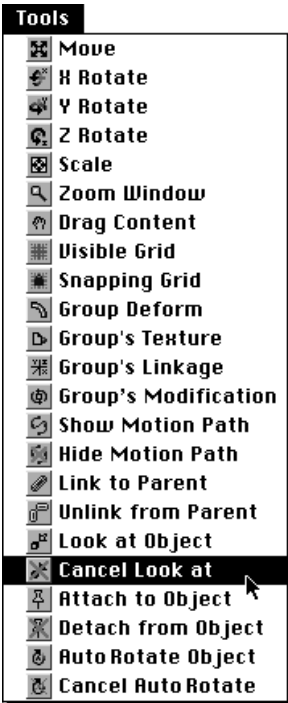 Tools
Move
X Rotate
Y Rotate
Z Rotate
Scale
Zoom Window
Drag Content
Visible Grid
Snapping Grid
Group Deform
Group's Texture
Group's Linkage
Group's Modification
Show Motion Path
Hide Motion Path
Link to Parent
Unlink from Parent
Look at Object
Cancel Look at
Attach to Object
Detach from Object
Auto Rotate Object
Cancel Auto Rotate